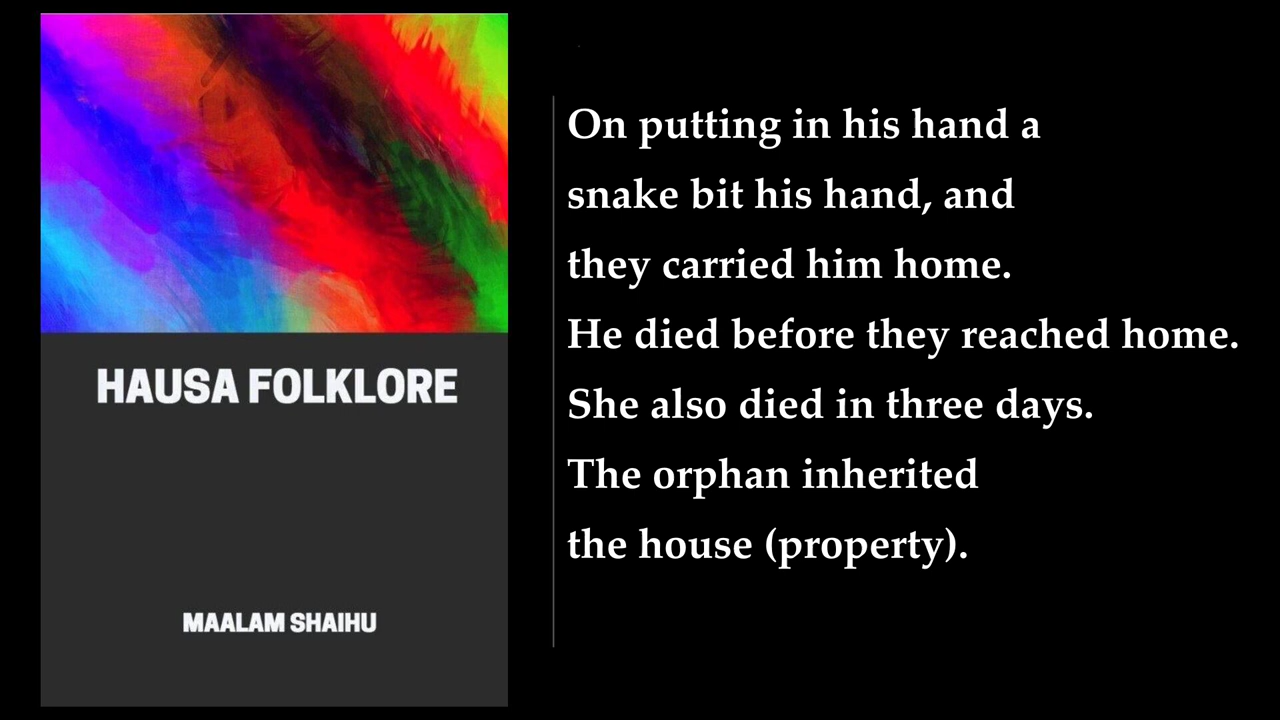 HAUSA FOLKLORE
MAALAM SHAIHU
On putting in his hand a
snake bit his hand, and
they carried him home.
He died before they reached home.
She also died in three days.
The orphan inherited
the house (property).